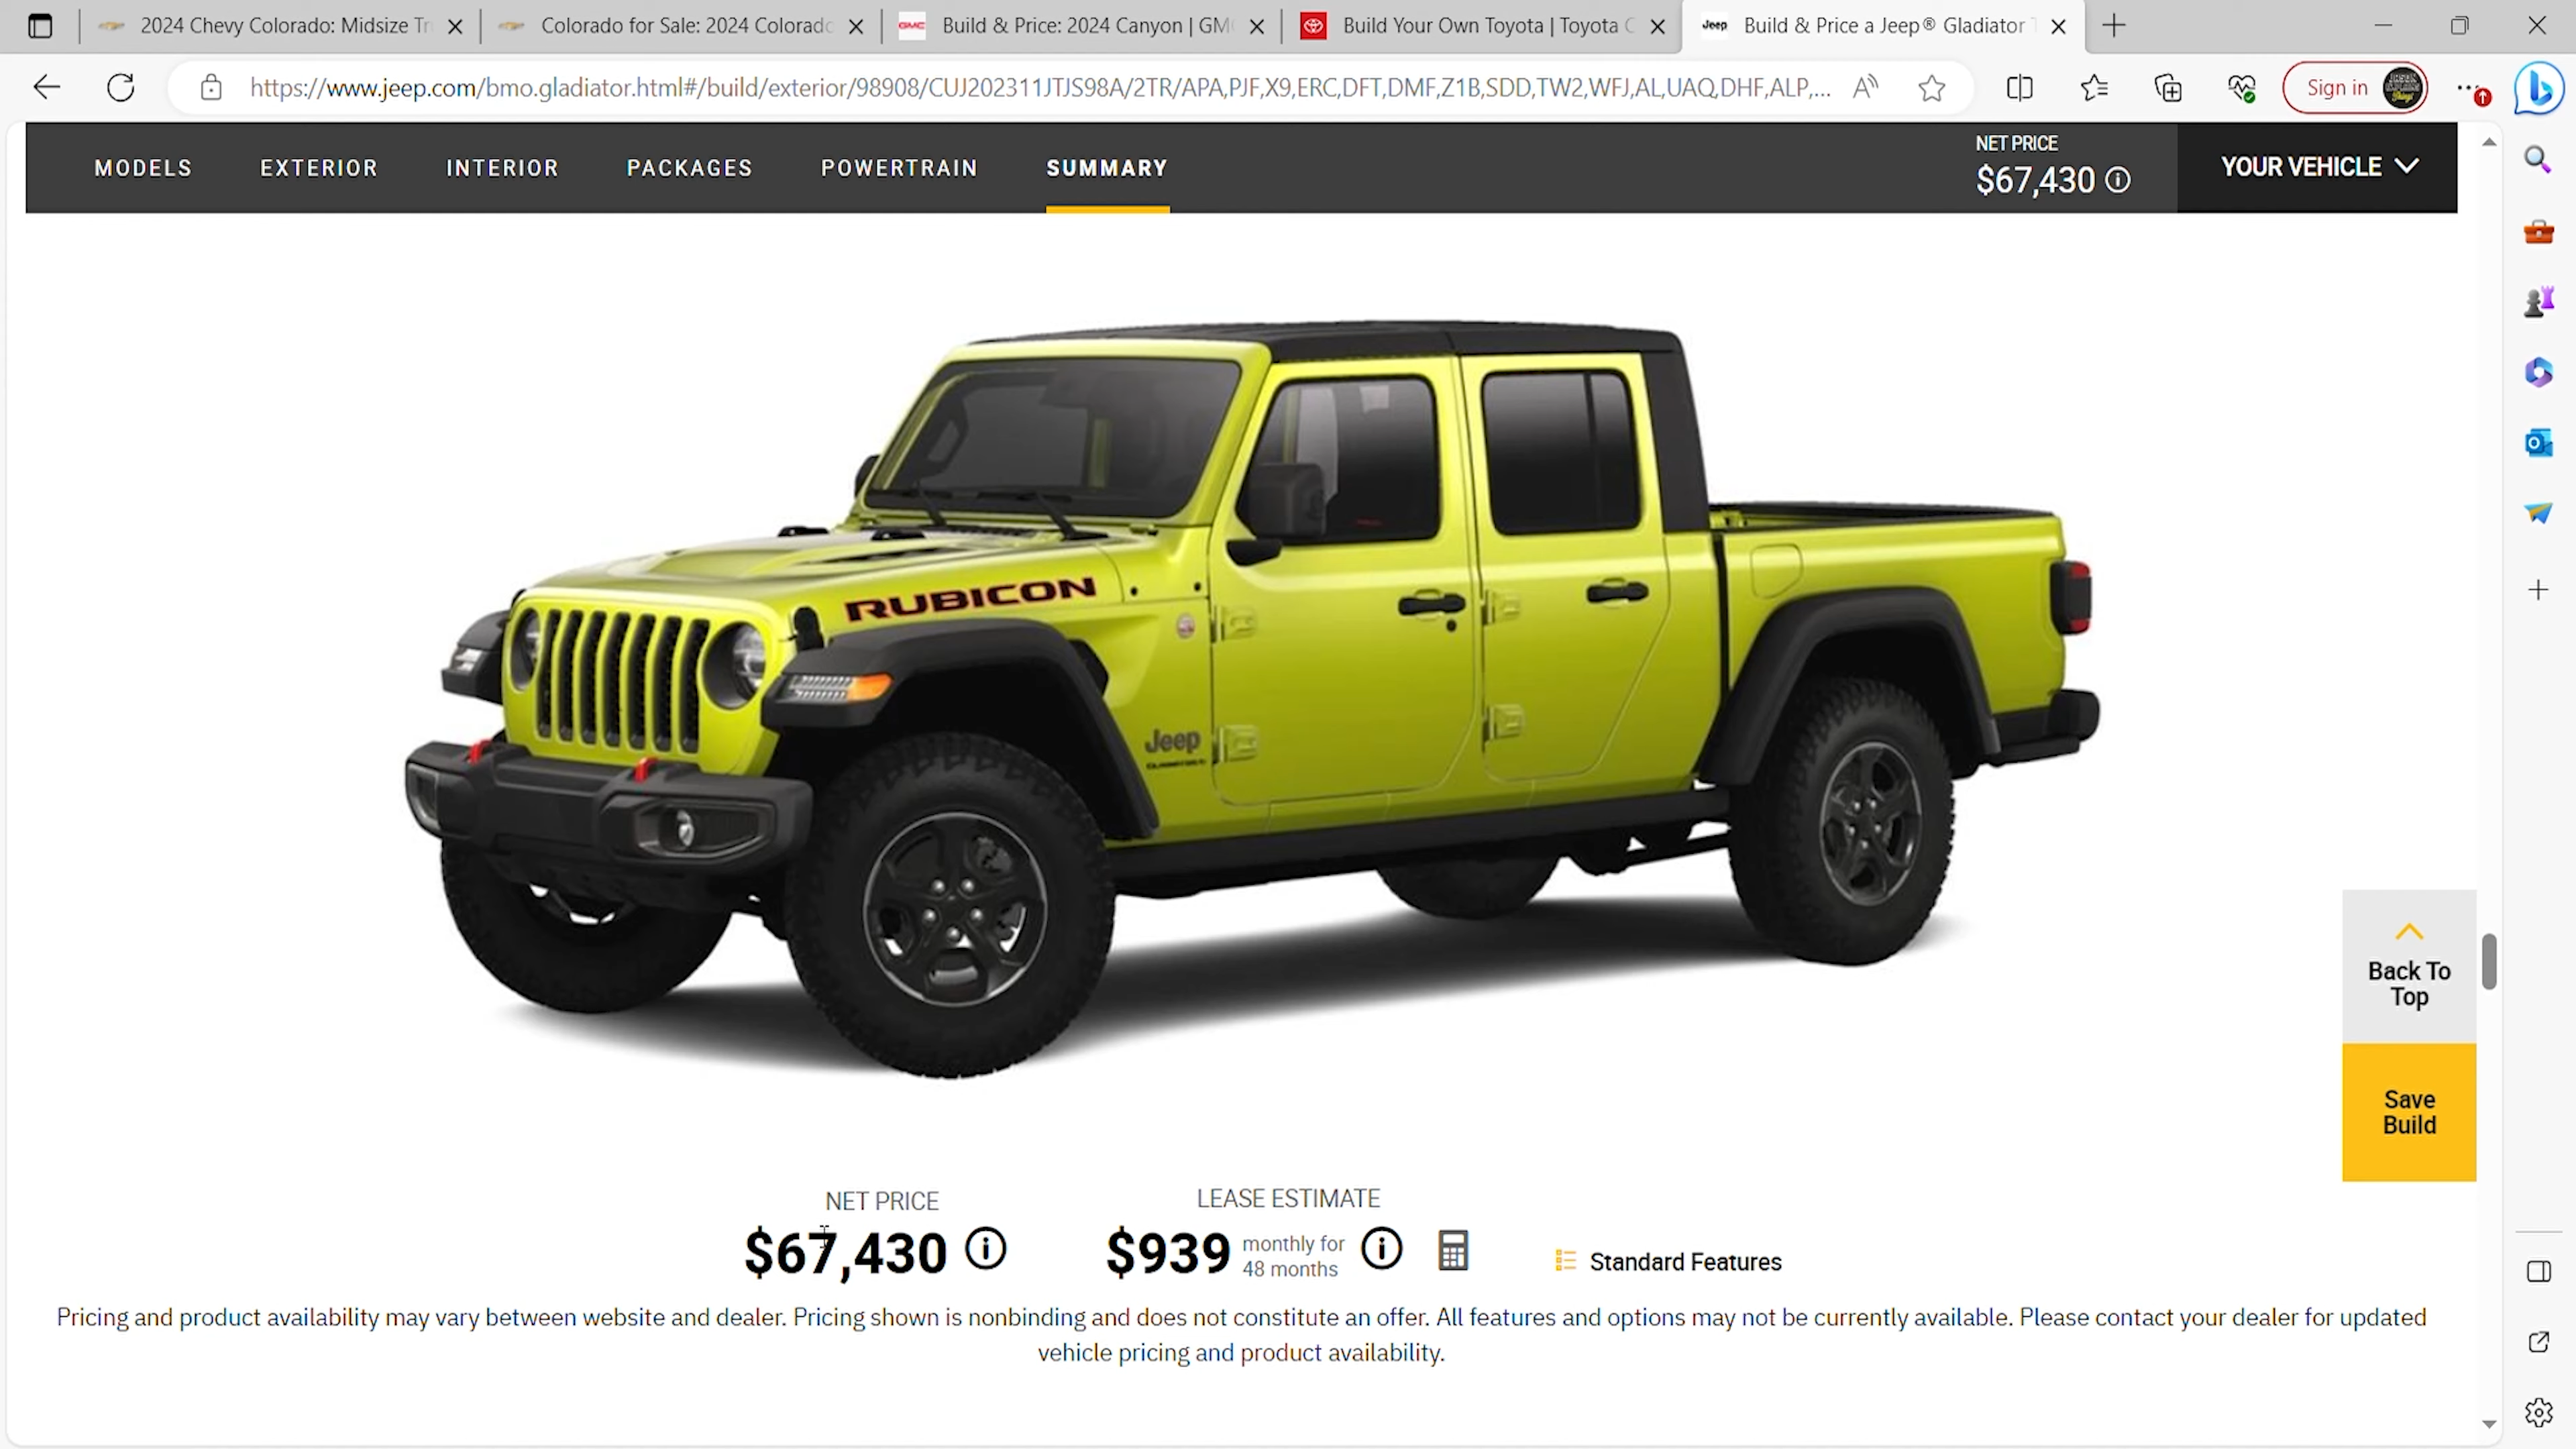 2024 Chevy Colorado: Midsize Tr
Colorado for Sale: 2024 Colorado
GMC
Build & Price: 2024 Canyon | GM
Build Your Own Toyota | Toyota
Jeep
Build & Price a Jeep® Gladiator
https://www.jeep.com/bmo.gladiator.html#/build/exterior/98908/CUJ202311JTJS98A/2TR/APA,PJF,X9,ERC,DFT,DMF,Z1B,SDD,TW2,WFJ,AL,UAQ,DHF,ALP,...
Sign in
MODELS
EXTERIOR
INTERIOR
PACKAGES
POWERTRAIN
SUMMARY
NET PRICE
$67,430
YOUR VEHICLE
RUBICON
Jeep
Back To
Top
Save
Build
NET PRICE
$67,430
LEASE ESTIMATE
$939
monthly for
48 months
Standard Features
Pricing and product availability may vary between website and dealer. Pricing shown is nonbinding and does not constitute an offer. All features and options may not be currently available. Please contact your dealer for updated
vehicle pricing and product availability.